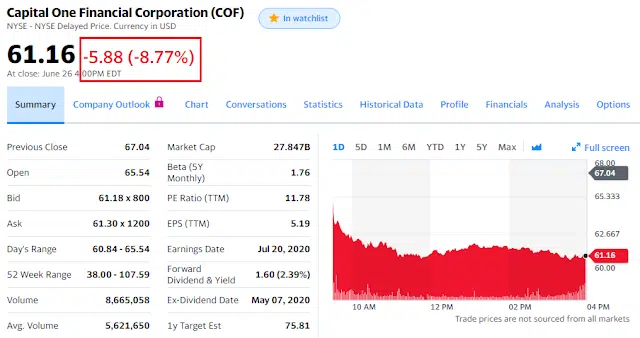 Capital One Financial Corporation (COF)
In watchlist
NYSE - NYSE Delayed Price. Currency in USD
61.16 -5.88 (-8.77%)
At close: June 26 4:00PM EDT
Summary Company Outlook Chart Conversations Statistics Historical Data Profile Financials Analysis Options
Previous Close 67.04
Open 65.54
Bid 61.18 x 800
Ask 61.30 x 1200
Day's Range 60.84 - 65.54
52 Week Range 38.00 - 107.59
Volume 8,665,058
Avg. Volume 5,621,650
Market Cap 27.847B
Beta (5Y
Monthly) 1.76
PE Ratio (TTM) 11.78
EPS (TTM) 5.19
Earnings Date Jul 20, 2020
Forward
Dividend & Yield 1.60 (2.39%)
Ex-Dividend Date May 07, 2020
1y Target Est 75.81
1D 5D 1M 6M YTD 1Y 5Y Max Full screen
68.00
67.04
65.333
62.667
61.16
60.00
10 AM 12 PM 02 PM 04 PM
Trade prices are not sourced from all markets